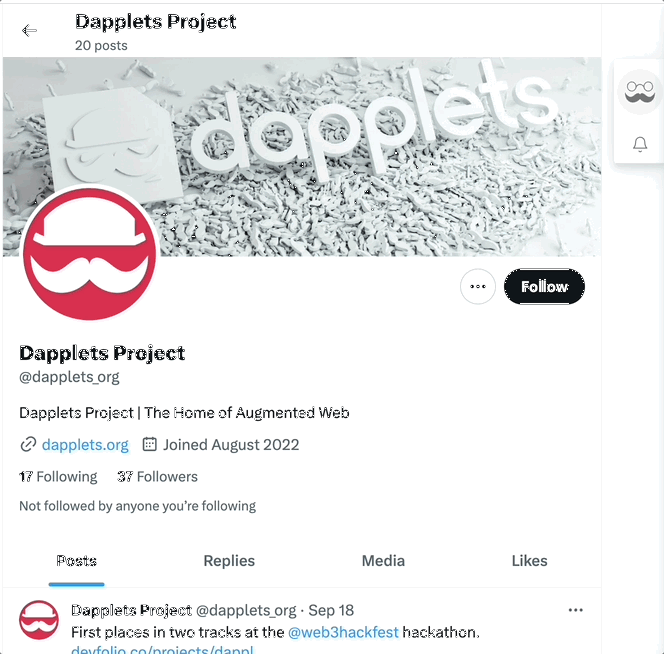 Dapplets Project
20 posts
dapplets
Follow
Dapplets Project
@dapplets_org
Dapplets Project | The Home of Augmented Web
dapplets.org Joined August 2022
17 Following 37 Followers
Not followed by anyone you're following
Posts Replies Media Likes
Dapplets Project @dapplets_org · Sep 18
First places in two tracks at the @web3hackfest hackathon.
devfolio.co/projects/dappl